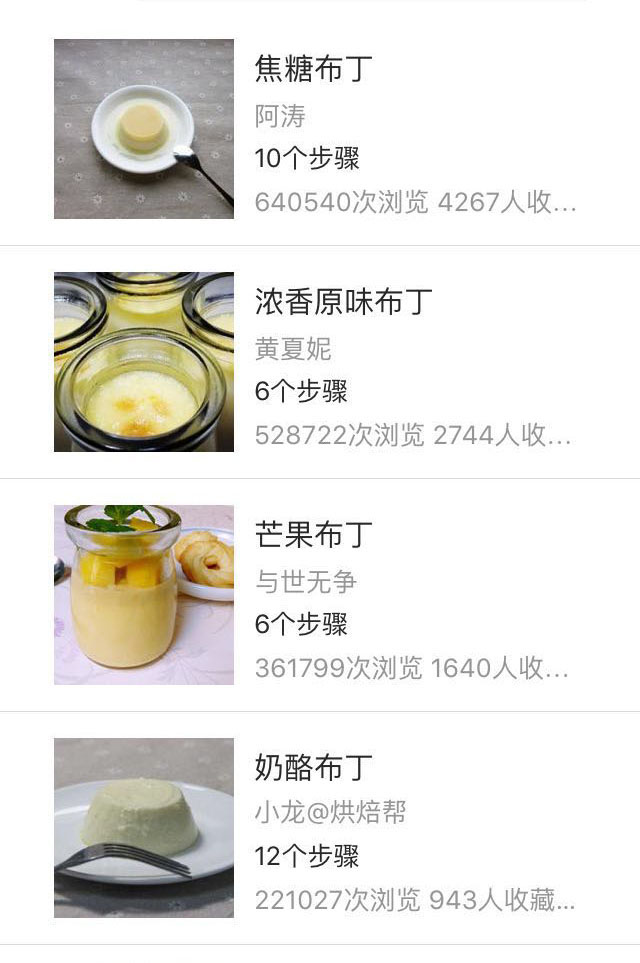 焦糖布丁
阿涛
10个步骤
640540次浏览 4267人收...
浓香原味布丁
黄夏妮
6个步骤
528722次浏览 2744人收...
芒果布丁
与世无争
6个步骤
361799次浏览 1640人收...
奶酪布丁
小龙@烘焙帮
12个步骤
221027次浏览 943人收藏...